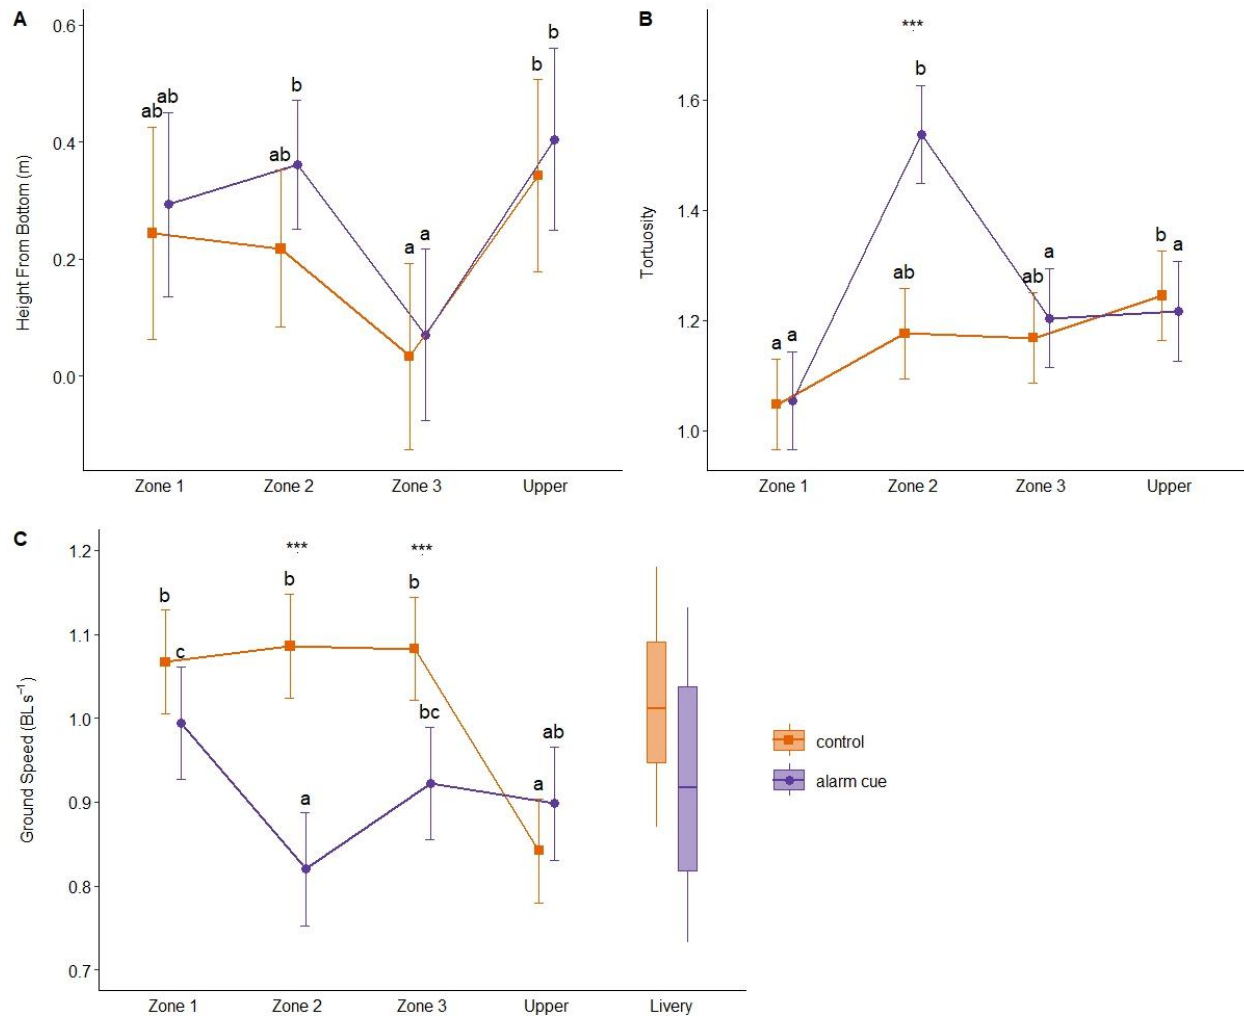 A
Height From Bottom (m)
0.6
0.4
0.2
0.0
ab
ab
ab
b
a
a
b
b
Zone 1
Zone 2
Zone 3
Upper
B
Tortuosity
1.6
1.4
1.2
1.0
***
a
a
ab
b
ab
a
b
a
Zone 1
Zone 2
Zone 3
Upper
C
Ground Speed (BL s⁻¹)
1.2
1.1
1.0
0.9
0.8
0.7
***
***
b
c
b
a
b
bc
a
ab
Zone 1
Zone 2
Zone 3
Upper
Livery
control
alarm cue